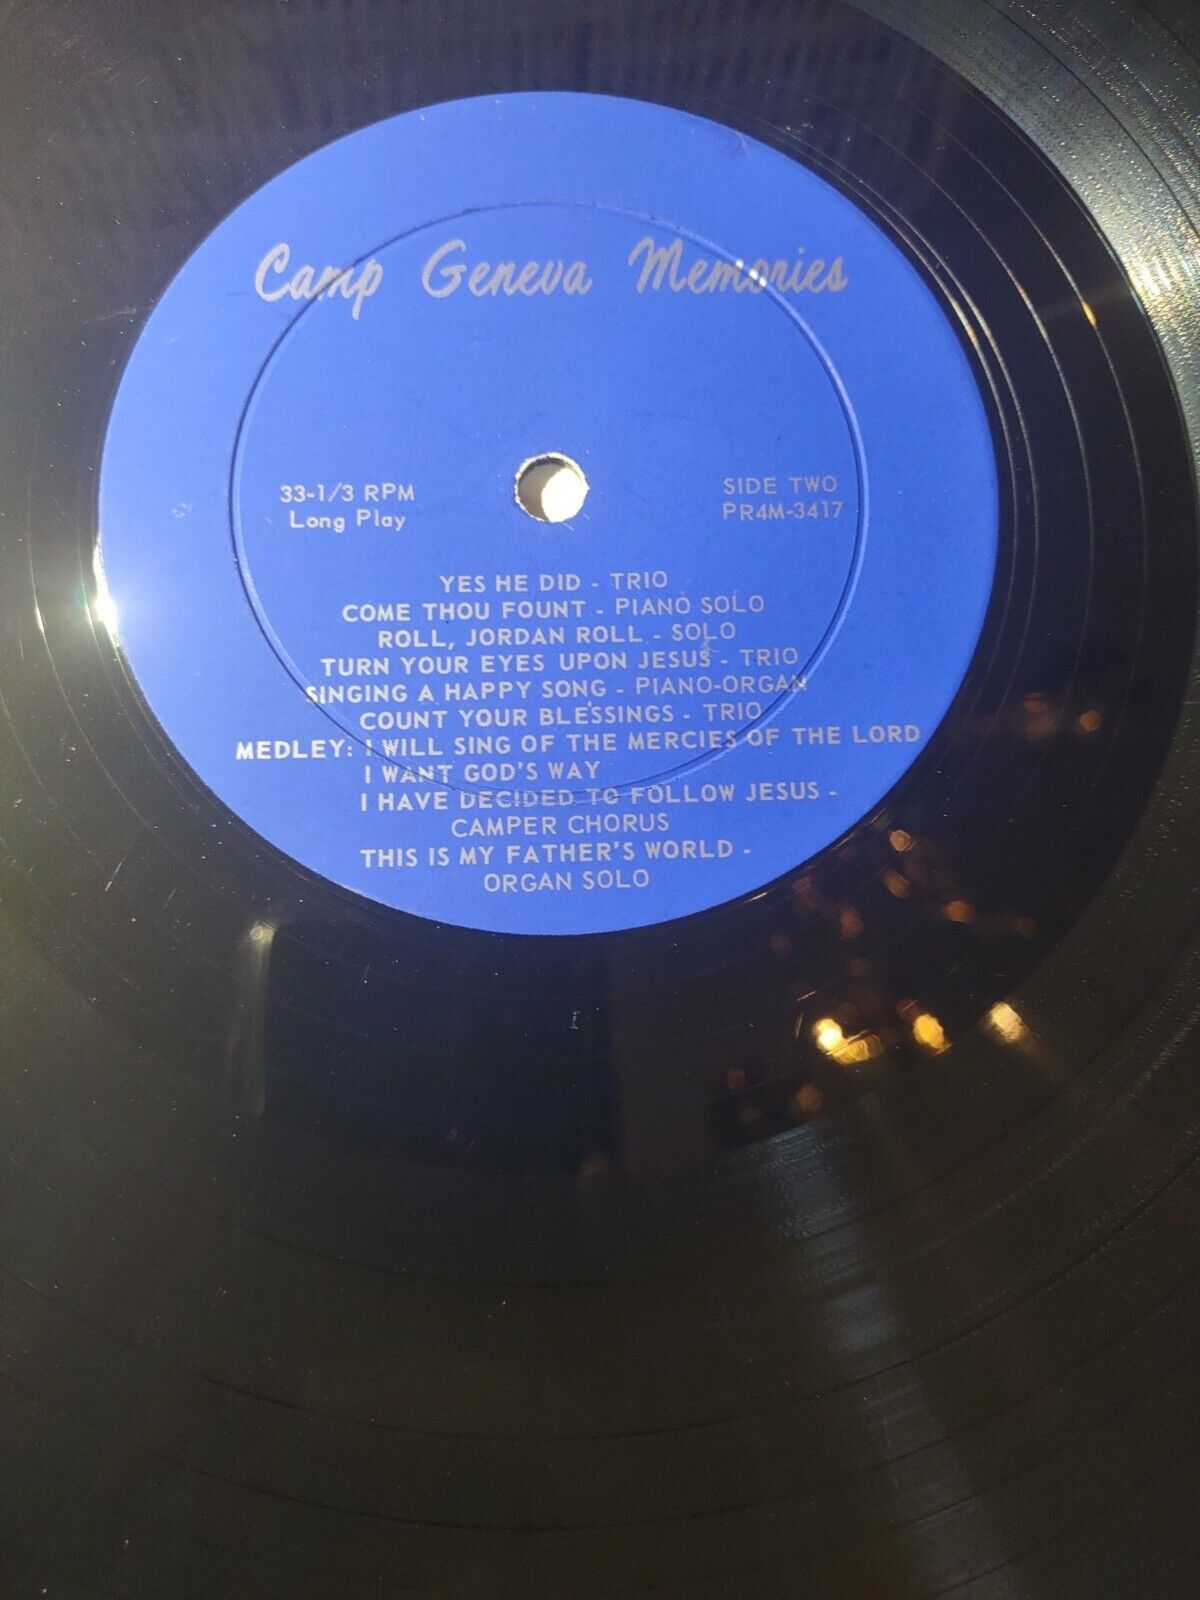 Camp Geneva Memories
33-1/3 RPM
Long Play
SIDE TWO
PR4M-3417
YES HE DID - TRIO
COME THOU FOUNT - PIANO SOLO
ROLL, JORDAN ROLL - SOLO
TURN YOUR EYES UPON JESUS - TRIO
SINGING A HAPPY SONG - PIANO-ORGAN
COUNT YOUR BLESSINGS - TRIO
MEDLEY: I WILL SING OF THE MERCIES OF THE LORD
I WANT GOD'S WAY
I HAVE DECIDED TO FOLLOW JESUS -
CAMPER CHORUS
THIS IS MY FATHER'S WORLD -
ORGAN SOLO